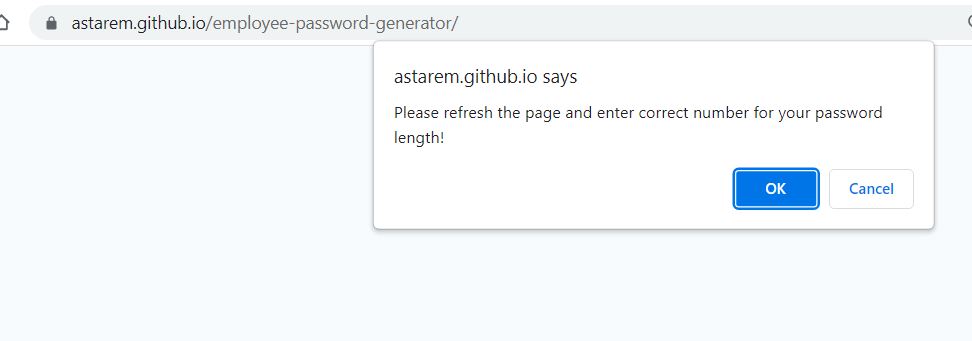 astarem.github.io/employee-password-generator/
astarem.github.io says
Please refresh the page and enter correct number for your password
length!
OK
Cancel